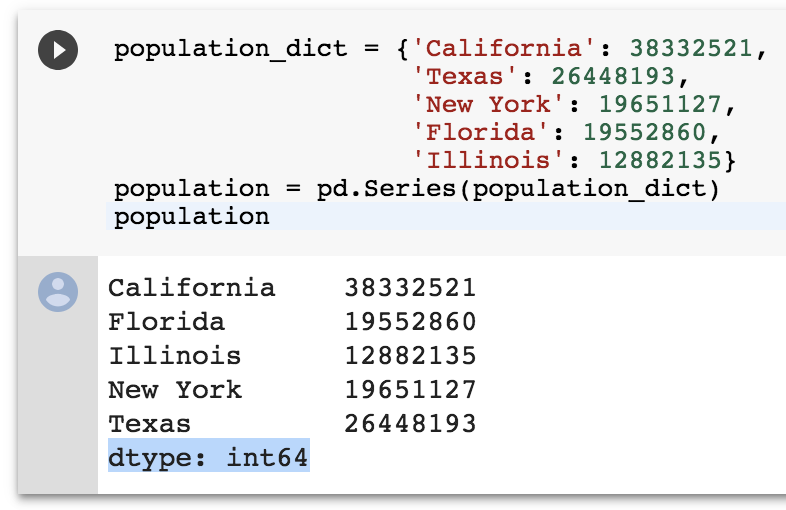 population_dict = {'California': 38332521,
                   'Texas': 26448193,
                   'New York': 19651127,
                   'Florida': 19552860,
                   'Illinois': 12882135}
population = pd.Series(population_dict)
population
California    38332521
Florida       19552860
Illinois      12882135
New York      19651127
Texas         26448193
dtype: int64